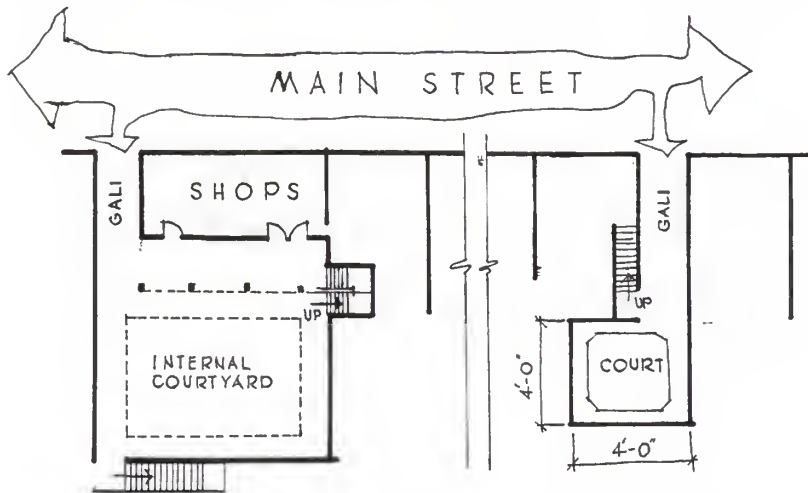 MAIN STREET
GALI
SHOPS
GALI
UP
UP
INTERNAL
COURTYARD
COURT
4'-0"
4'-0"